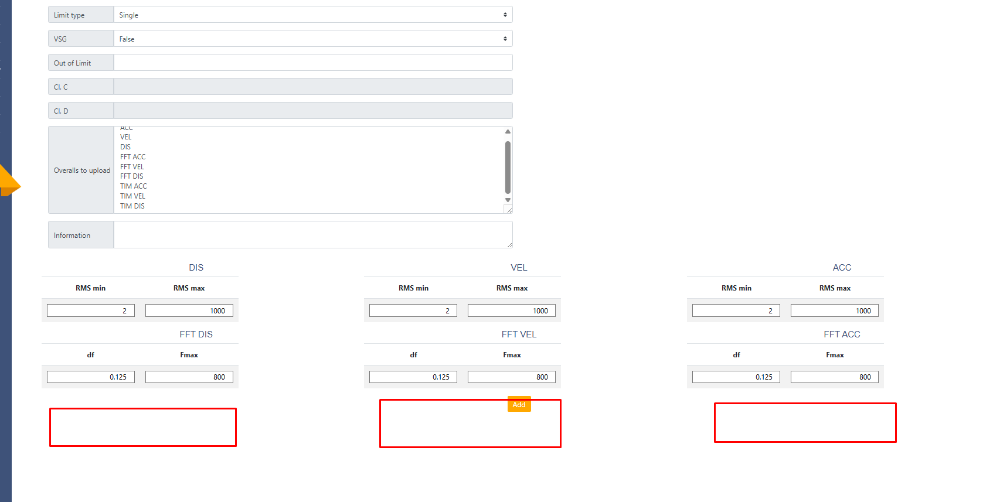 Limit type Single
VSG False
Out of Limit
Cl. C
Cl. D
Overalls to upload
ACC
VEL
DIS
FFT ACC
FFT VEL
FFT DIS
TIM ACC
TIM VEL
TIM DIS
Information
DIS VEL ACC
RMS min RMS max RMS min RMS max RMS min RMS max
2 1000 2 1000 2 1000
FFT DIS FFT VEL FFT ACC
df Fmax df Fmax df Fmax
0.125 800 0.125 800 0.125 800
Add